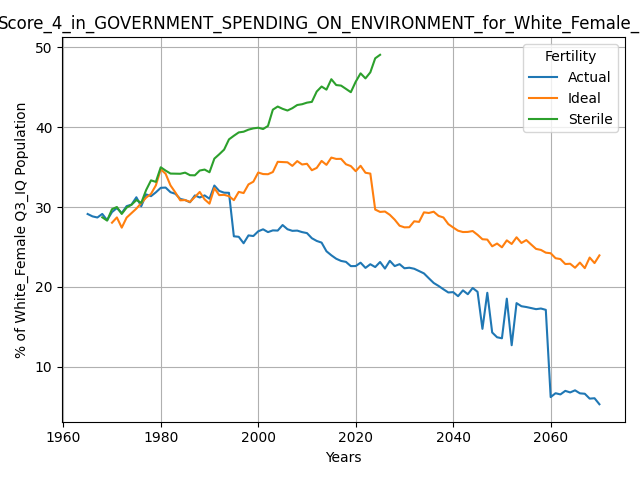 Score_4_in_GOVERNMENT_SPENDING_ON_ENVIRONMENT_for_White_Female_
50
40
30
20
10
% of White_Female Q3_IQ Population
Fertility
Actual
Ideal
Sterile
1960
1980
2000
2020
2040
2060
Years